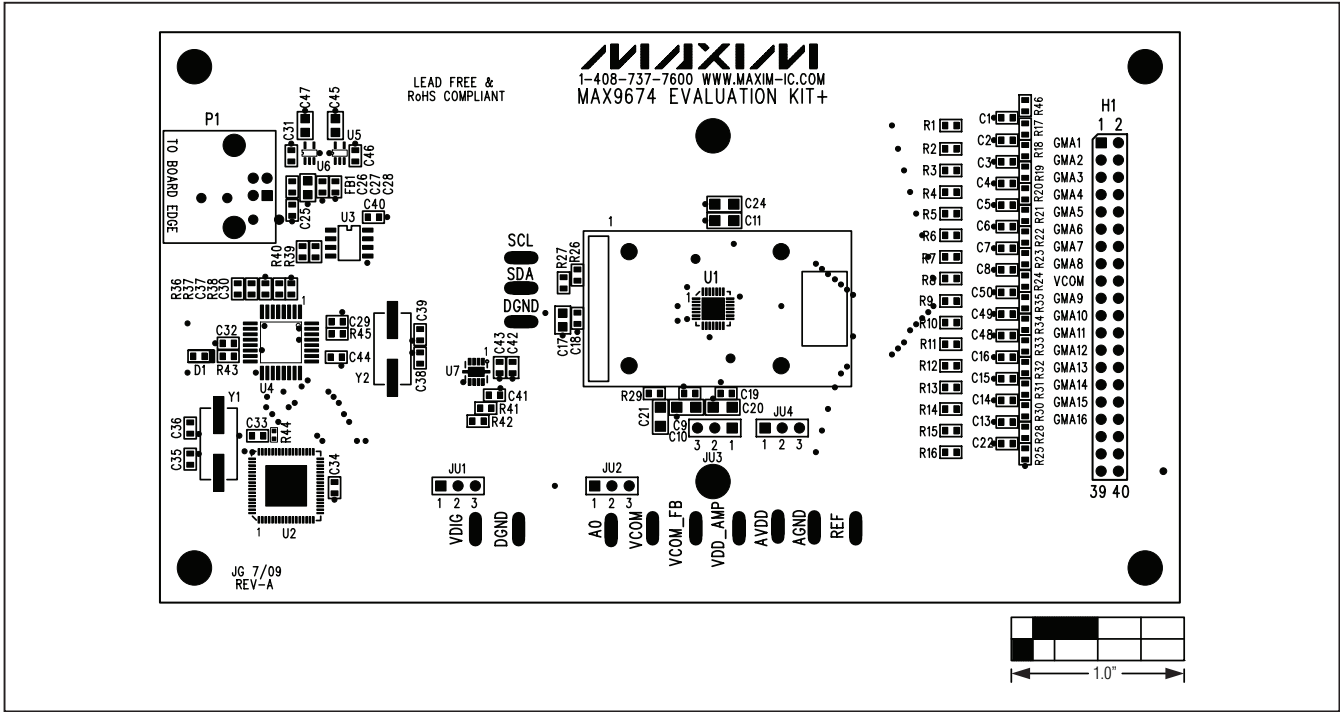 MAXIM
1-408-737-7600 WWW.MAXIM-IC.COM
MAX9674 EVALUATION KIT+
LEAD FREE &
RoHS COMPLIANT
P1
TO BOARD EDGE
C47
C45
C31
U5
U6
C46
FB1
C26
C27
C28
C25
U3
C40
R40
R39
R36
R37
C37
R38
C30
1
C32
C29
R45
C44
D1
R43
U4
Y2
C39
C38
Y1
C36
C35
C33
R44
C34
1
U2
JG 7/09
REV-A
SCL
SDA
DGND
R27
R26
C17
C18
U7
1
C43
C42
C41
R41
R42
C24
C11
1
U1
1
R29
C19
C20
C21
C9
C10
3 2 1
JU3
JU4
1 2 3
JU1
1 2 3
JU2
1 2 3
VDIG
DGND
A0
VCOM
VCOM_FB
VDD_AMP
AVDD
AGND
REF
R1
R2
R3
R4
R5
R6
R7
R8
R9
R10
R11
R12
R13
R14
R15
R16
C1
C2
C3
C4
C5
C6
C7
C8
C50
C49
C48
C16
C15
C14
C13
C22
R46
R17
R18
R19
R20
R21
R22
R23
R24
R35
R34
R33
R32
R31
R30
R28
R25
H1
1 2
GMA1
GMA2
GMA3
GMA4
GMA5
GMA6
GMA7
GMA8
VCOM
GMA9
GMA10
GMA11
GMA12
GMA13
GMA14
GMA15
GMA16
39 40
1.0"